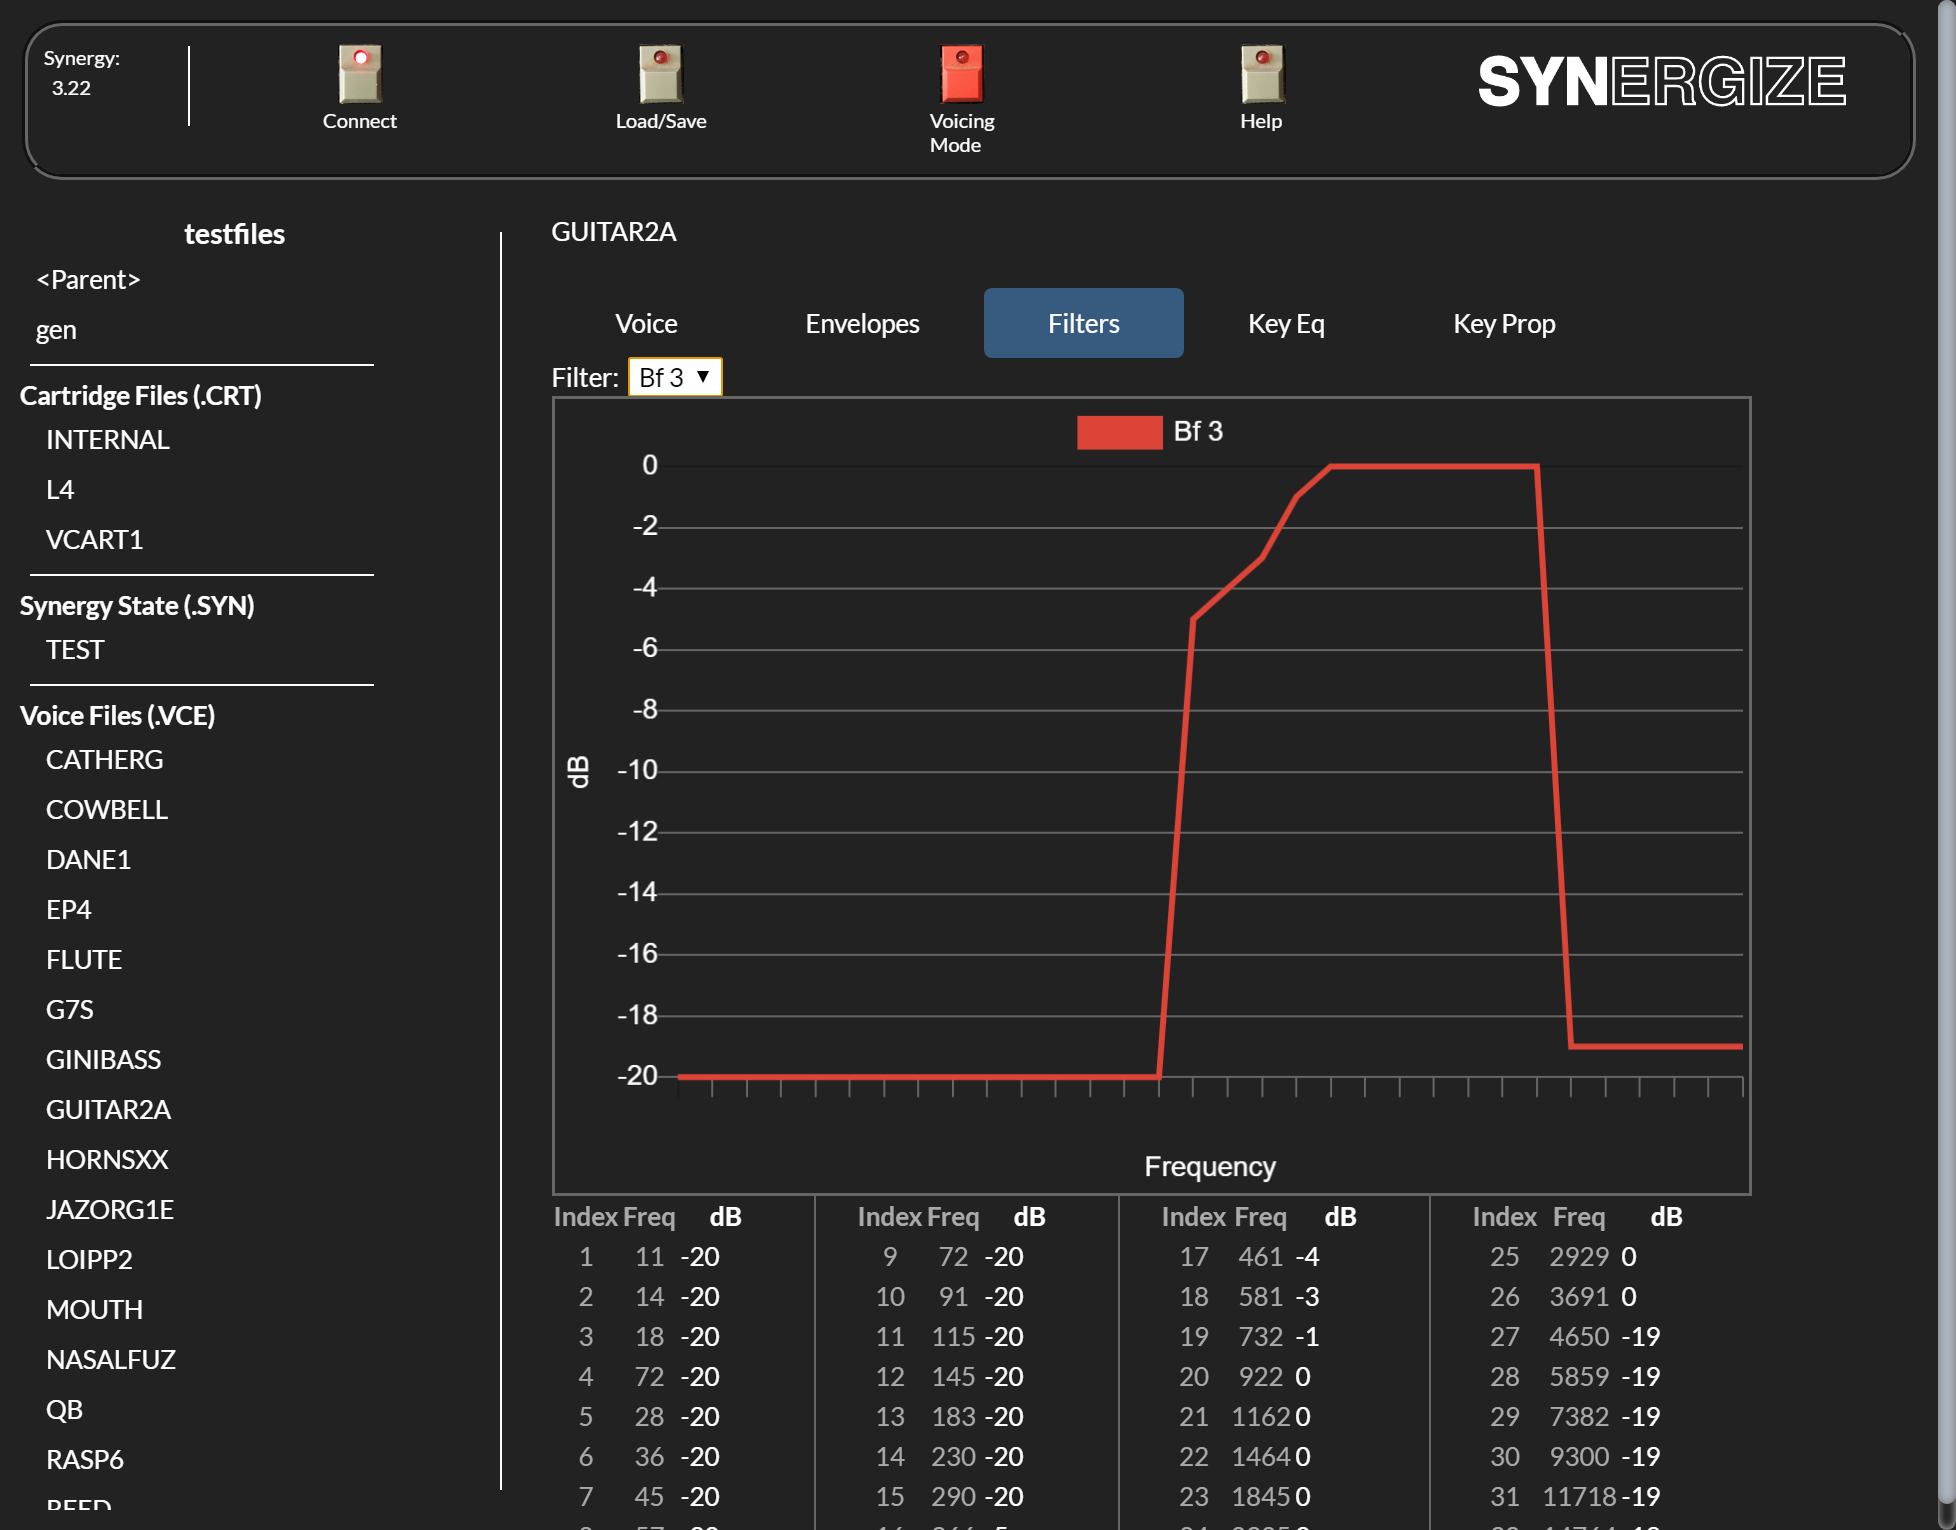 Synergy:
3.22
Connect
Load/Save
Voicing
Mode
Help
SYNERGIZE
testfiles
<Parent>
gen
Cartridge Files (.CRT)
INTERNAL
L4
VCART1
Synergy State (.SYN)
TEST
Voice Files (.VCE)
CATHERG
COWBELL
DANE1
EP4
FLUTE
G7S
GINIBASS
GUITAR2A
HORNSXX
JAZORG1E
LOIPP2
MOUTH
NASALFUZ
QB
RASP6
GUITAR2A
Voice Envelopes Filters Key Eq Key Prop
Filter: Bf 3 ▼
Bf 3
0
-2
-4
-6
-8
-10
-12
-14
-16
-18
-20
dB
Frequency
Index Freq dB Index Freq dB Index Freq dB Index Freq dB
1 11 -20 9 72 -20 17 461 -4 25 2929 0
2 14 -20 10 91 -20 18 581 -3 26 3691 0
3 18 -20 11 115 -20 19 732 -1 27 4650 -19
4 72 -20 12 145 -20 20 922 0 28 5859 -19
5 28 -20 13 183 -20 21 1162 0 29 7382 -19
6 36 -20 14 230 -20 22 1464 0 30 9300 -19
7 45 -20 15 290 -20 23 1845 0 31 11718 -19